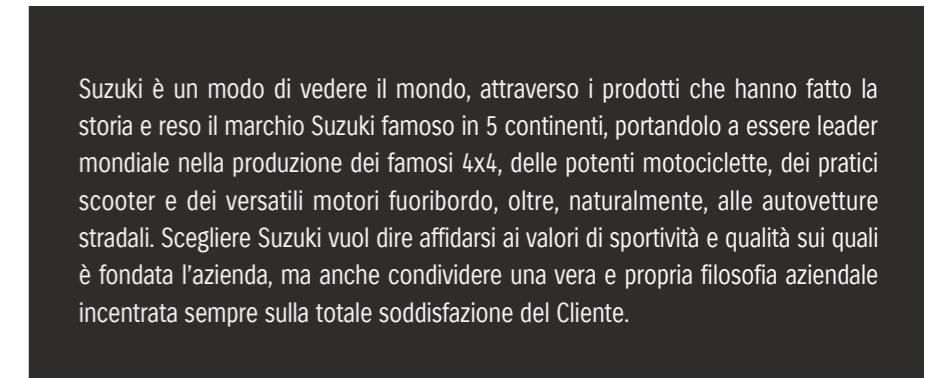 Suzuki è un modo di vedere il mondo, attraverso i prodotti che hanno fatto la
storia e reso il marchio Suzuki famoso in 5 continenti, portandolo a essere leader
mondiale nella produzione dei famosi 4x4, delle potenti motociclette, dei pratici
scooter e dei versatili motori fuoribordo, oltre, naturalmente, alle autovetture
stradali. Scegliere Suzuki vuol dire affidarsi ai valori di sportività e qualità sui quali
è fondata l'azienda, ma anche condividere una vera e propria filosofia aziendale
incentrata sempre sulla totale soddisfazione del Cliente.